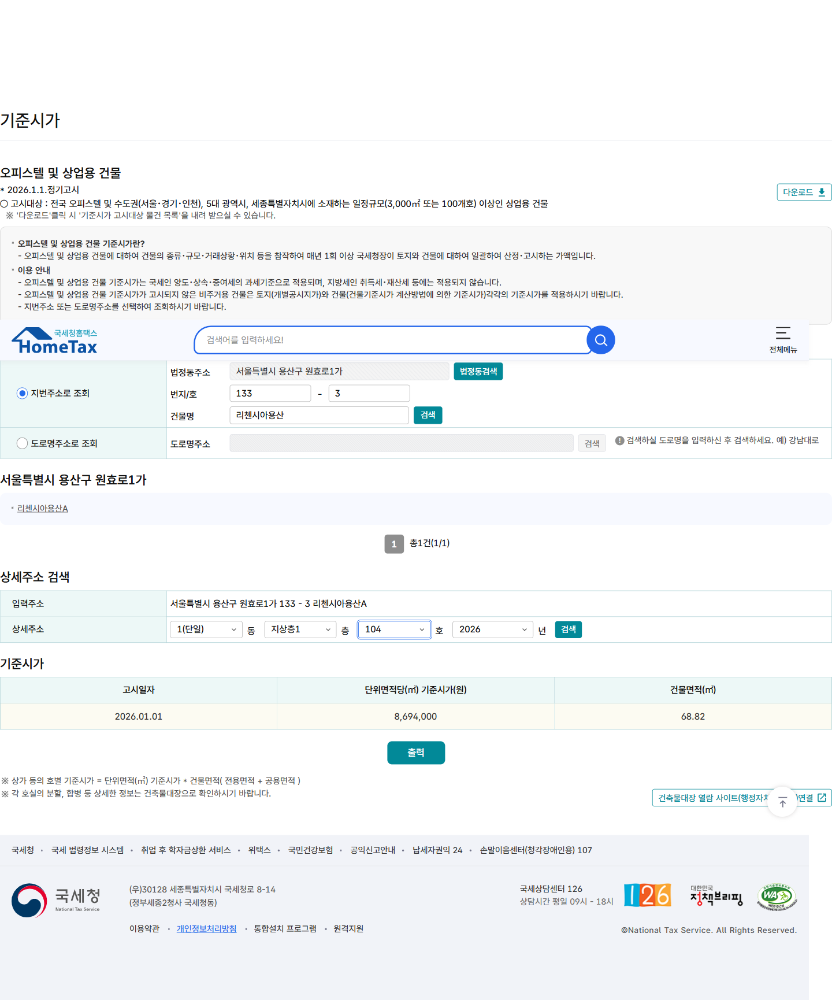 기준시가
오피스텔 및 상업용 건물
* 2026.1.1.정기고시
다운로드
○ 고시대상 : 전국 오피스텔 및 수도권(서울·경기·인천), 5대 광역시, 세종특별자치시에 소재하는 일정규모(3,000㎡ 또는 100개호) 이상인 상업용 건물
※ '다운로드'클릭 시 '기준시가 고시대상 물건 목록'을 내려 받으실 수 있습니다.
오피스텔 및 상업용 건물 기준시가란?
- 오피스텔 및 상업용 건물에 대하여 건물의 종류·규모·거래상황·위치 등을 참작하여 매년 1회 이상 국세청장이 토지와 건물에 대하여 일괄하여 산정·고시하는 가액입니다.
이용 안내
- 오피스텔 및 상업용 건물 기준시가는 국세인 양도·상속·증여세의 과세기준으로 적용되며, 지방세인 취득세·재산세 등에는 적용되지 않습니다.
- 오피스텔 및 상업용 건물 기준시가가 고시되지 않은 비주거용 건물은 토지(개별공시지가)와 건물(건물기준시가 계산방법에 의한 기준시가)각각의 기준시가를 적용하시기 바랍니다.
- 지번주소 또는 도로명주소를 선택하여 조회하시기 바랍니다.
국세청홈택스
HomeTax
검색어를 입력하세요!
전체메뉴
지번주소로 조회
법정동주소 서울특별시 용산구 원효로1가 법정동검색
번지/호 133 - 3
건물명 리첸시아용산 검색
도로명주소로 조회 도로명주소 검색 검색하실 도로명을 입력하신 후 검색하세요. 예) 강남대로
서울특별시 용산구 원효로1가
리첸시아용산A
1 총1건(1/1)
상세주소 검색
입력주소 서울특별시 용산구 원효로1가 133 - 3 리첸시아용산A
상세주소 1(단일) 동 지상층1 층 104 호 2026 년 검색
기준시가
고시일자 단위면적당(㎡) 기준시가(원) 건물면적(㎡)
2026.01.01 8,694,000 68.82
출력
※ 상가 등의 호별 기준시가 = 단위면적(㎡) 기준시가 * 건물면적( 전용면적 + 공용면적 )
※ 각 호실의 분할, 합병 등 상세한 정보는 건축물대장으로 확인하시기 바랍니다.
건축물대장 열람 사이트(행정자치 )연결
국세청 · 국세 법령정보 시스템 · 취업 후 학자금상환 서비스 · 위택스 · 국민건강보험 · 공익신고안내 · 납세자권익 24 · 손말이음센터(청각장애인용) 107
국세청
National Tax Service
(우)30128 세종특별자치시 국세청로 8-14
(정부세종2청사 국세청동)
이용약관 · 개인정보처리방침 · 통합설치 프로그램 · 원격지원
국세상담센터 126
상담시간 평일 09시 - 18시
126
대한민국
정책브리핑
WA
WEB 접근성
©National Tax Service. All Rights Reserved.